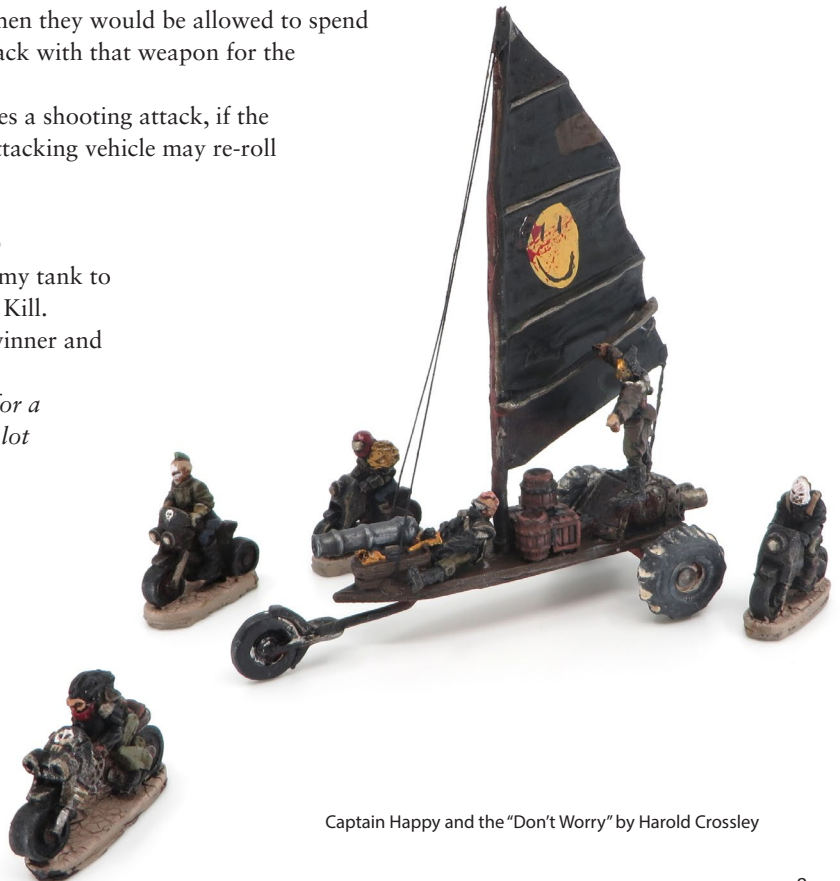 hen they would be allowed to spend
ack with that weapon for the
es a shooting attack, if the
ttacking vehicle may re-roll
my tank to
Kill.
winner and
for a
lot
Captain Happy and the “Don’t Worry” by Harold Crossley